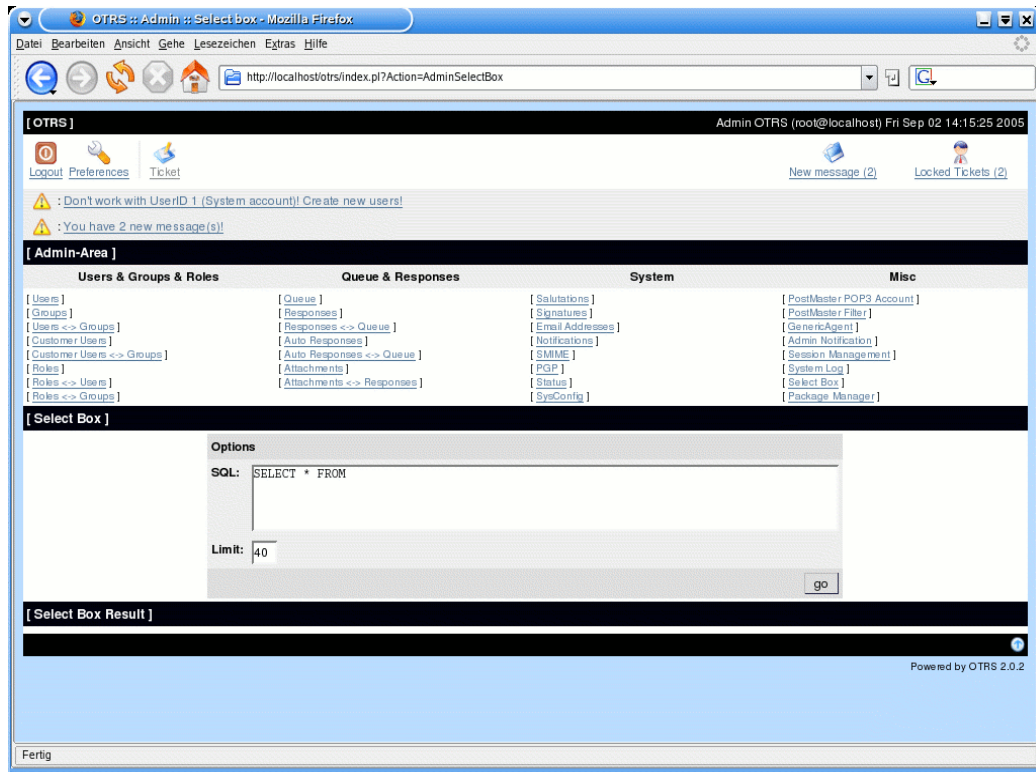 OTRS :: Admin :: Select box - Mozilla Firefox
Datei Bearbeiten Ansicht Gehe Lesezeichen Extras Hilfe
http://localhost/otrs/index.pl?Action=AdminSelectBox
G
[ OTRS ] Admin OTRS (root@localhost) Fri Sep 02 14:15:25 2005
Logout Preferences Ticket New message (2) Locked Tickets (2)
: Don't work with UserID 1 (System account)! Create new users!
: You have 2 new message(s)!
[ Admin-Area ]
Users & Groups & Roles Queue & Responses System Misc
[ Users ] [ Queue ] [ Salutations ] [ PostMaster POP3 Account ]
[ Groups ] [ Responses ] [ Signatures ] [ PostMaster Filter ]
[ Users <-> Groups ] [ Responses <-> Queue ] [ Email Addresses ] [ GenericAgent ]
[ Customer Users ] [ Auto Responses ] [ Notifications ] [ Admin Notification ]
[ Customer Users <-> Groups ] [ Auto Responses <-> Queue ] [ SMIME ] [ Session Management ]
[ Roles ] [ Attachments ] [ PGP ] [ System Log ]
[ Roles <-> Users ] [ Attachments <-> Responses ] [ Status ] [ Select Box ]
[ Roles <-> Groups ] [ SysConfig ] [ Package Manager ]
[ Select Box ]
Options
SQL: SELECT * FROM
Limit: 40
go
[ Select Box Result ]
Powered by OTRS 2.0.2
Fertig